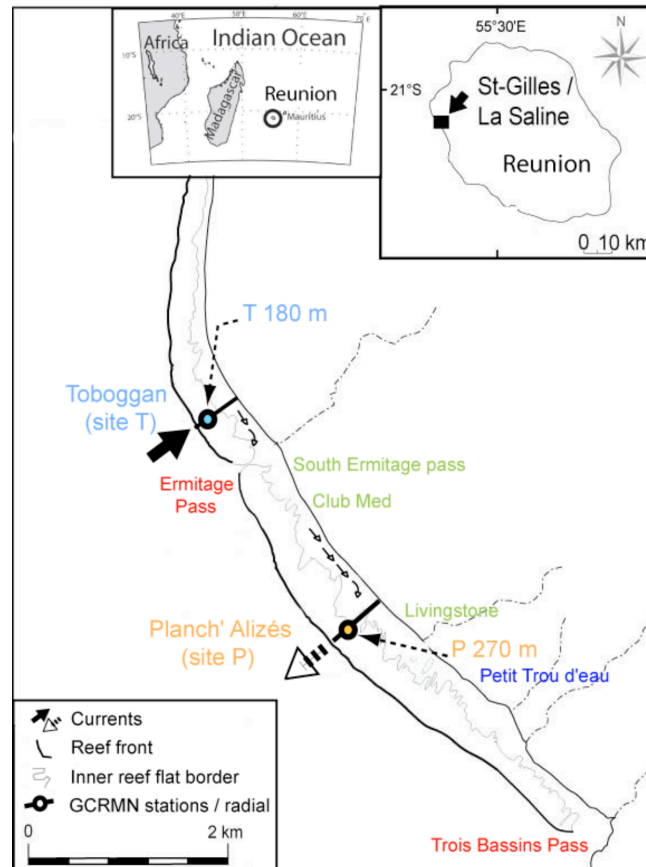 40°E
50°E
60°E
70°E
Africa
Indian Ocean
10°S
Madagascar
Reunion
20°S
Mauritius
55°30'E
N
21°S
St-Gilles /
La Saline
Reunion
0 10 km
T 180 m
Toboggan
(site T)
South Ermitage pass
Ermitage
Pass
Club Med
Livingstone
Planch' Alizés
(site P)
P 270 m
Petit Trou d'eau
Currents
Reef front
Inner reef flat border
GCRMN stations / radial
0 2 km
Trois Bassins Pass